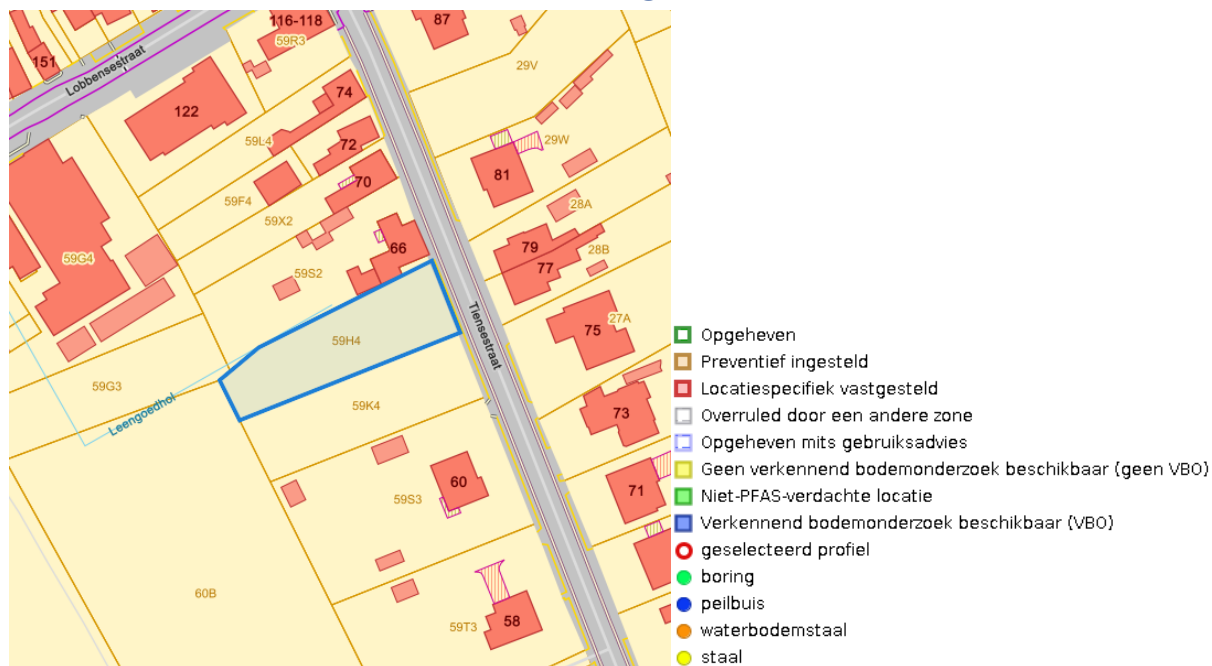 116-118
87
59R3
151
Lobbensestraat
29V
74
122
59L4
72
29W
81
70
59F4
28A
59X2
79
66
28B
59G4
77
59S2
Tiensestraat
27A
75
59H4
59G3
59K4
73
Leengoedhol
60
71
59S3
60B
58
59T3
Opgeheven
Preventief ingesteld
Locatiespecifiek vastgesteld
Overruled door een andere zone
Opgeheven mits gebruiksadvies
Geen verkennend bodemonderzoek beschikbaar (geen VBO)
Niet-PFAS-verdachte locatie
Verkennend bodemonderzoek beschikbaar (VBO)
geselecteerd profiel
boring
peilbuis
waterbodemstaal
staal